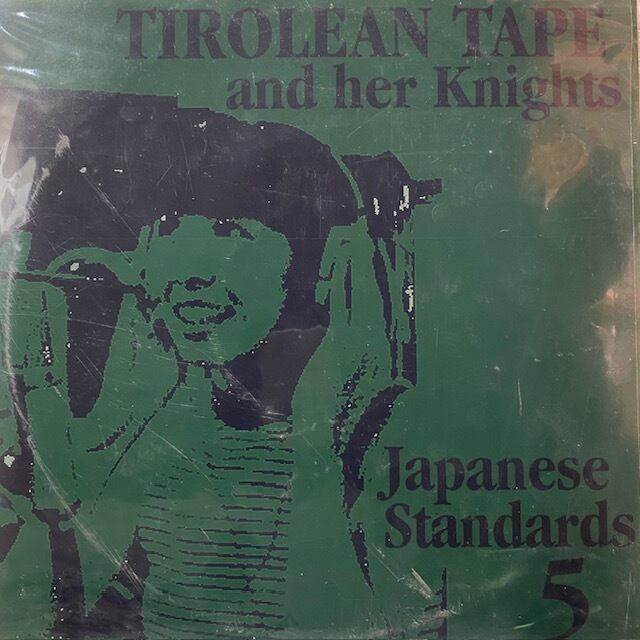 TIROLEAN TAPE
and her Knights
Japanese
Standards
5